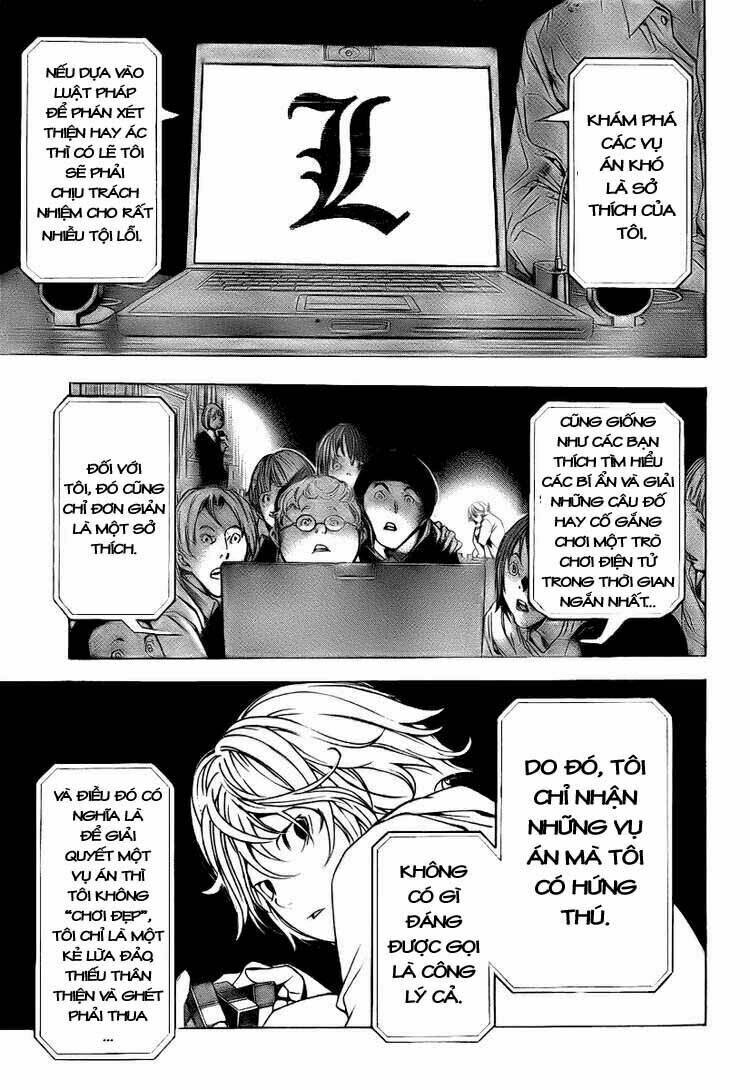 L
KHÁM PHÁ
CÁC VỤ
ÁN KHÓ
LÀ SỞ
THÍCH CỦA
TÔI.
NẾU DỰA VÀO
LUẬT PHÁP
ĐỂ PHÁN XÉT
THIỆN HAY ÁC
THÌ CÓ LẼ TÔI
SẼ PHẢI
CHỊU TRÁCH
NHIỆM CHO RẤT
NHIỀU TỘI LỖI.
CŨNG GIỐNG
NHƯ CÁC BẠN
THÍCH TÌM HIỂU
CÁC BÍ ẨN VÀ GIẢI
NHỮNG CÂU ĐỐ
HAY CỐ GẮNG
CHƠI MỘT TRÒ
CHƠI ĐIỆN TỬ
TRONG THỜI GIAN
NGẮN NHẤT...
ĐỐI VỚI
TÔI, ĐÓ CŨNG
CHỈ ĐƠN GIẢN
LÀ MỘT SỞ
THÍCH.
DO ĐÓ, TÔI
CHỈ NHẬN
NHỮNG VỤ
ÁN MÀ TÔI
CÓ HỨNG
THÚ.
KHÔNG
CÓ GÌ
ĐÁNG
ĐƯỢC GỌI
LÀ CÔNG
LÝ CẢ.
VÀ ĐIỀU ĐÓ CÓ
NGHĨA LÀ
ĐỂ GIẢI
QUYẾT MỘT
VỤ ÁN THÌ
TÔI KHÔNG
"CHƠI ĐẸP",
TÔI CHỈ LÀ MỘT
KẺ LỪA ĐẢO,
THIẾU THÂN
THIỆN VÀ GHÉT
PHẢI THUA
...